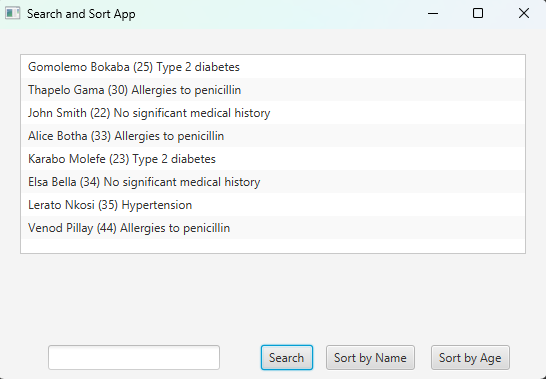 Search and Sort App
Gomolemo Bokaba (25) Type 2 diabetes
Thapelo Gama (30) Allergies to penicillin
John Smith (22) No significant medical history
Alice Botha (33) Allergies to penicillin
Karabo Molefe (23) Type 2 diabetes
Elsa Bella (34) No significant medical history
Lerato Nkosi (35) Hypertension
Venod Pillay (44) Allergies to penicillin
Search Sort by Name Sort by Age